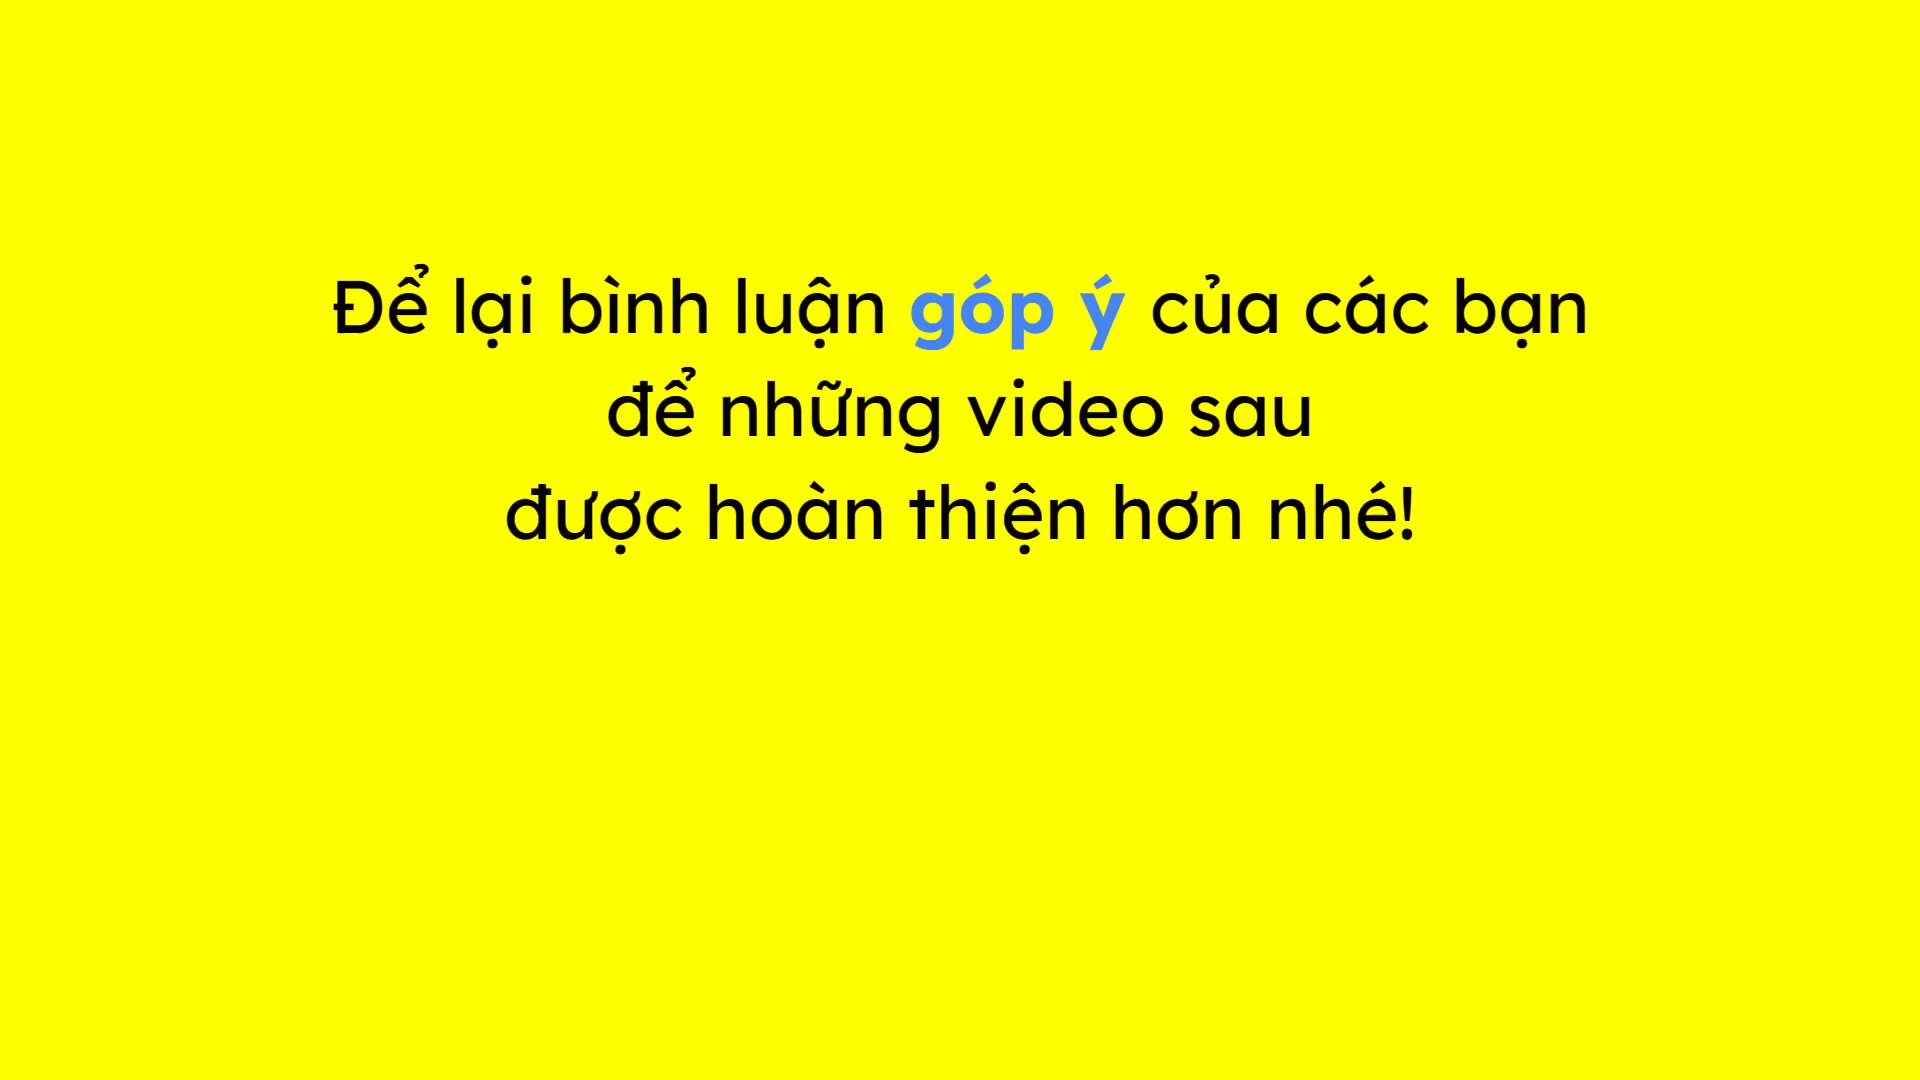 Để lại bình luận góp ý của các bạn
để những video sau
được hoàn thiện hơn nhé!